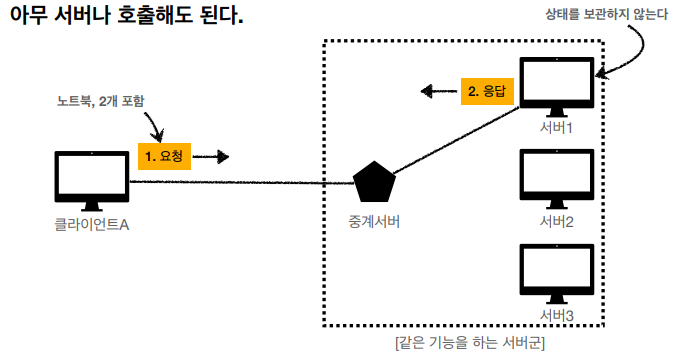 아무 서버나 호출해도 된다.
상태를 보관하지 않는다
노트북, 2개 포함
2. 응답
1. 요청
서버1
클라이언트A
중계서버
서버2
서버3
[같은 기능을 하는 서버군]